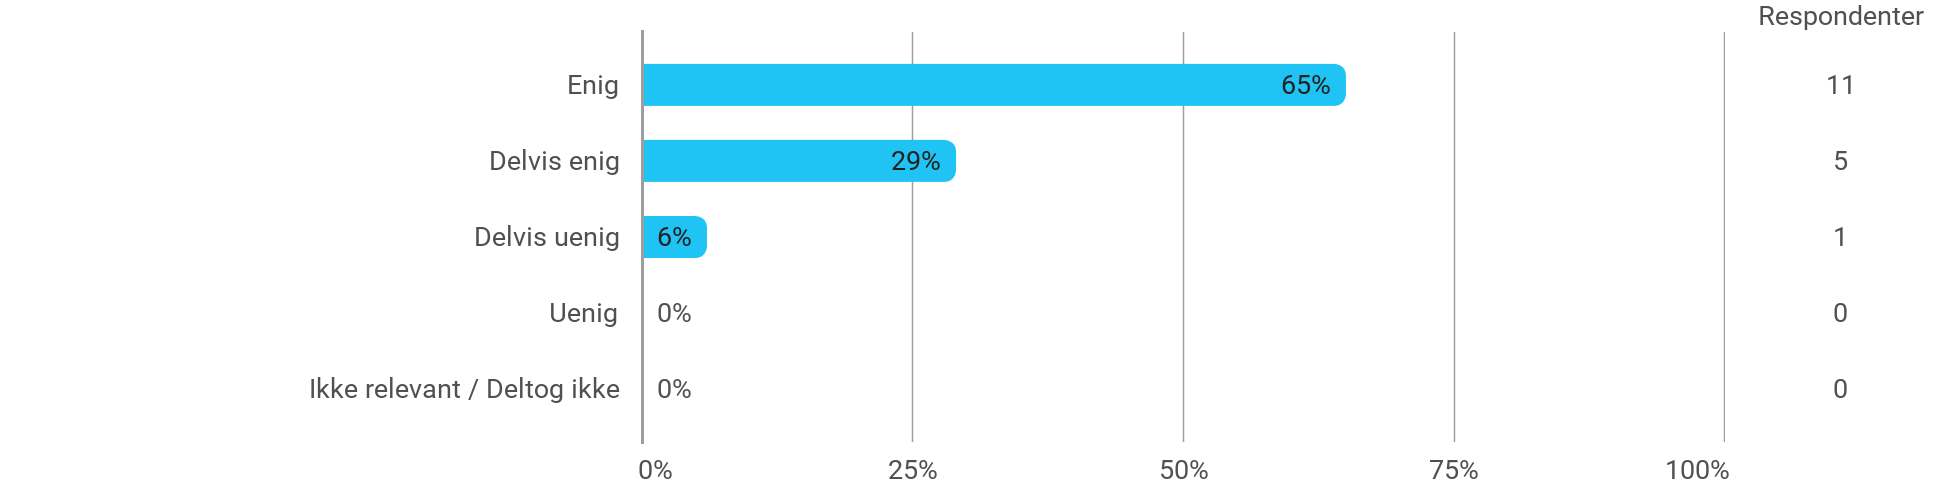 Respondenter
Enig 65% 11
Delvis enig 29% 5
Delvis uenig 6% 1
Uenig 0% 0
Ikke relevant / Deltog ikke 0% 0
0% 25% 50% 75% 100%